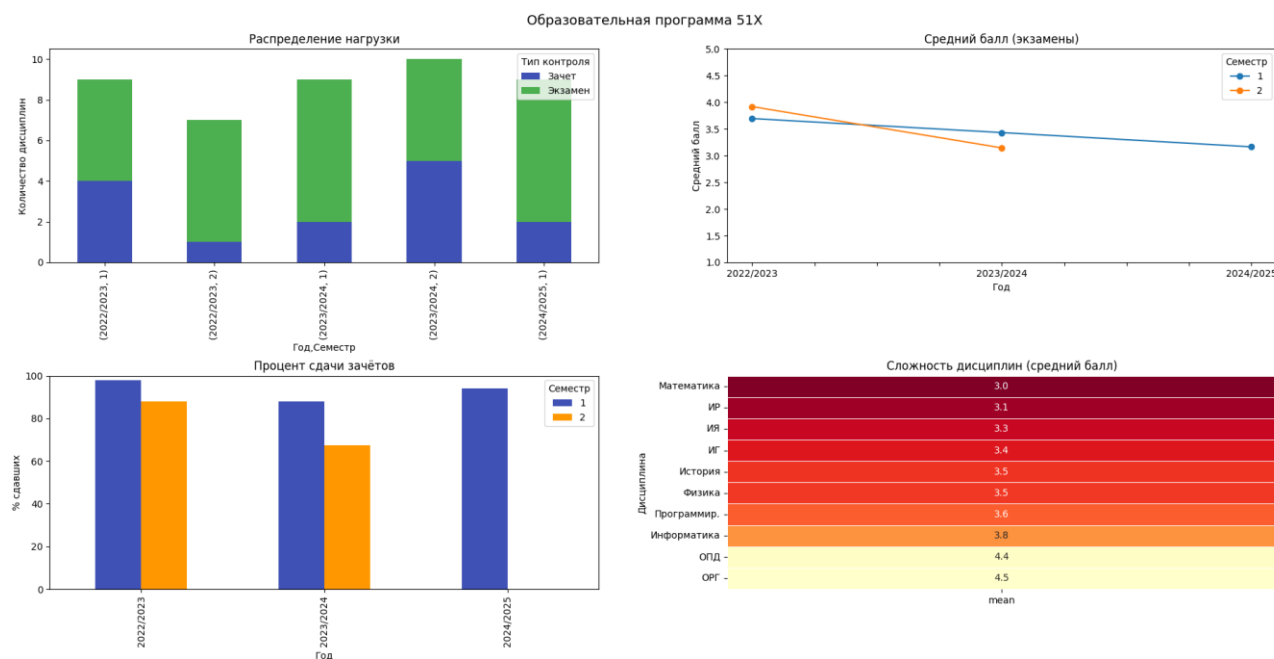 Образовательная программа 51X
Распределение нагрузки
Количество дисциплин
10
8
6
4
2
0
Тип контроля
Зачет
Экзамен
(2022/2023, 1)
(2022/2023, 2)
(2023/2024, 1)
(2023/2024, 2)
(2024/2025, 1)
Год,Семестр
Средний балл (экзамены)
Средний балл
5.0
4.5
4.0
3.5
3.0
2.5
2.0
1.5
1.0
Семестр
1
2
2022/2023
2023/2024
2024/2025
Год
Процент сдачи зачётов
% сдавших
100
80
60
40
20
0
Семестр
1
2
2022/2023
2023/2024
2024/2025
Год
Сложность дисциплин (средний балл)
Дисциплина
Математика 3.0
ИР 3.1
ИЯ 3.3
ИГ 3.4
История 3.5
Физика 3.5
Программир. 3.6
Информатика 3.8
ОПД 4.4
ОРГ 4.5
mean